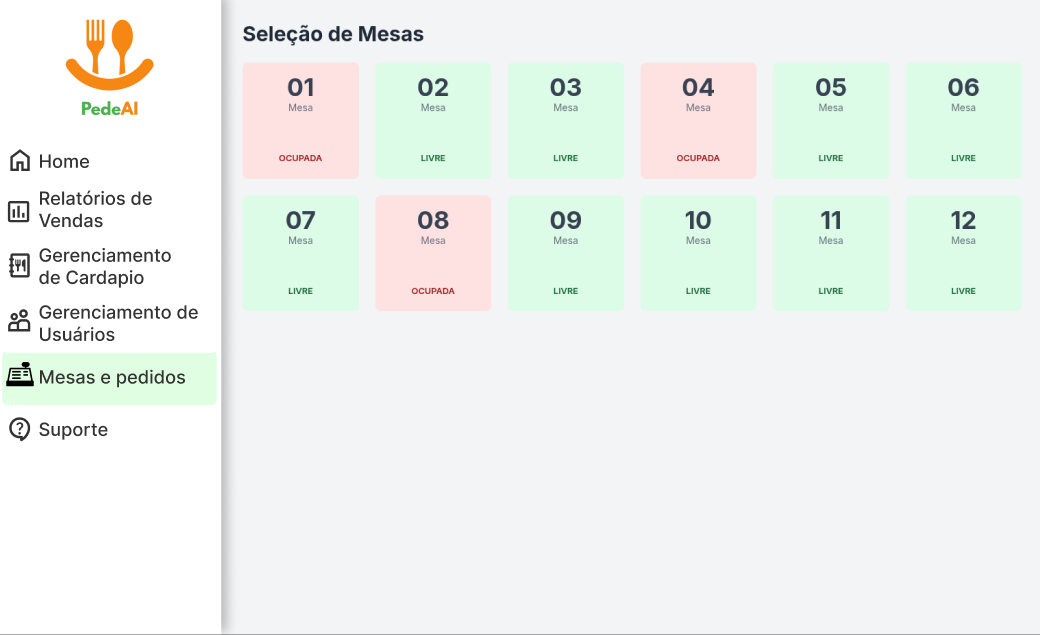 PedeAI
Home
Relatórios de
Vendas
Gerenciamento
de Cardapio
Gerenciamento de
Usuários
Mesas e pedidos
Suporte
Seleção de Mesas
01
Mesa
OCUPADA
02
Mesa
LIVRE
03
Mesa
LIVRE
04
Mesa
OCUPADA
05
Mesa
LIVRE
06
Mesa
LIVRE
07
Mesa
LIVRE
08
Mesa
OCUPADA
09
Mesa
LIVRE
10
Mesa
LIVRE
11
Mesa
LIVRE
12
Mesa
LIVRE